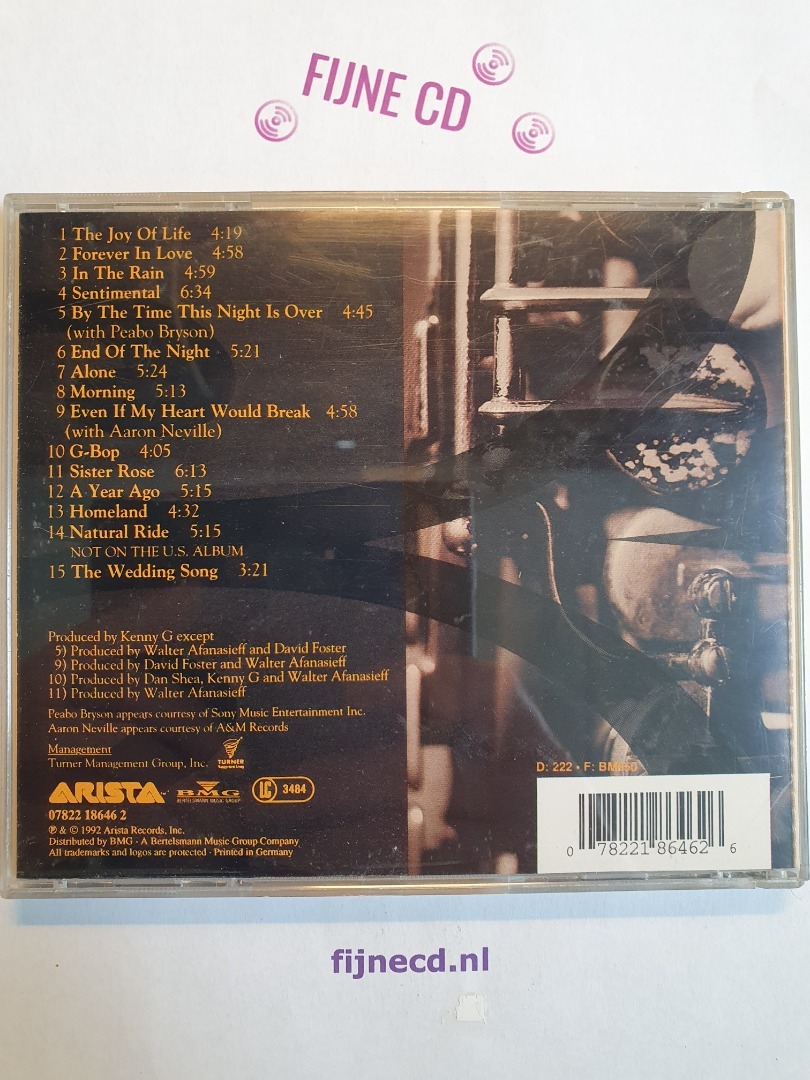 FIJNE CD
1 The Joy Of Life 4:19
2 Forever In Love 4:58
3 In The Rain 4:59
4 Sentimental 6:34
5 By The Time This Night Is Over 4:45
(with Peabo Bryson)
6 End Of The Night 5:21
7 Alone 5:24
8 Morning 5:13
9 Even If My Heart Would Break 4:58
(with Aaron Neville)
10 G-Bop 4:05
11 Sister Rose 6:13
12 A Year Ago 5:15
13 Homeland 4:32
14 Natural Ride 5:15
NOT ON THE U.S. ALBUM
15 The Wedding Song 3:21
Produced by Kenny G except
5) Produced by Walter Afanasieff and David Foster
9) Produced by David Foster and Walter Afanasieff
10) Produced by Dan Shea, Kenny G and Walter Afanasieff
11) Produced by Walter Afanasieff
Peabo Bryson appears courtesy of Sony Music Entertainment Inc.
Aaron Neville appears courtesy of A&M Records
Management
Turner Management Group, Inc. TURNER
ARISTA™ BMG LC 3484
BERTELSMANN MUSIC GROUP
07822 18646 2
℗ & © 1992 Arista Records, Inc.
Distributed by BMG · A Bertelsmann Music Group Company
All trademarks and logos are protected · Printed in Germany
D: 222 • F: BM650
0 78221 86462 6
fijnecd.nl